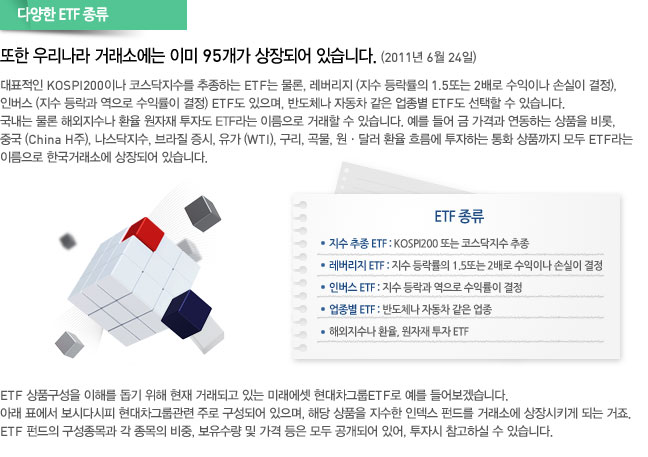 다양한 ETF 종류
또한 우리나라 거래소에는 이미 95개가 상장되어 있습니다. (2011년 6월 24일)
대표적인 KOSPI200이나 코스닥지수를 추종하는 ETF는 물론, 레버리지 (지수 등락률의 1.5또는 2배로 수익이나 손실이 결정),
인버스 (지수 등락과 역으로 수익률이 결정) ETF도 있으며, 반도체나 자동차 같은 업종별 ETF도 선택할 수 있습니다.
국내는 물론 해외지수나 환율 원자재 투자도 ETF라는 이름으로 거래할 수 있습니다. 예를 들어 금 가격과 연동하는 상품을 비롯,
중국 (China H주), 나스닥지수, 브라질 증시, 유가 (WTI), 구리, 곡물, 원 · 달러 환율 흐름에 투자하는 통화 상품까지 모두 ETF라는
이름으로 한국거래소에 상장되어 있습니다.
ETF 종류
• 지수 추종 ETF : KOSPI200 또는 코스닥지수 추종
• 레버리지 ETF : 지수 등락률의 1.5또는 2배로 수익이나 손실이 결정
• 인버스 ETF : 지수 등락과 역으로 수익률이 결정
• 업종별 ETF : 반도체나 자동차 같은 업종
• 해외지수나 환율, 원자재 투자 ETF
ETF 상품구성을 이해를 돕기 위해 현재 거래되고 있는 미래에셋 현대차그룹ETF로 예를 들어보겠습니다.
아래 표에서 보시다시피 현대차그룹관련 주로 구성되어 있으며, 해당 상품을 지수한 인덱스 펀드를 거래소에 상장시키게 되는 거죠.
ETF 펀드의 구성종목과 각 종목의 비중, 보유수량 및 가격 등은 모두 공개되어 있어, 투자시 참고하실 수 있습니다.